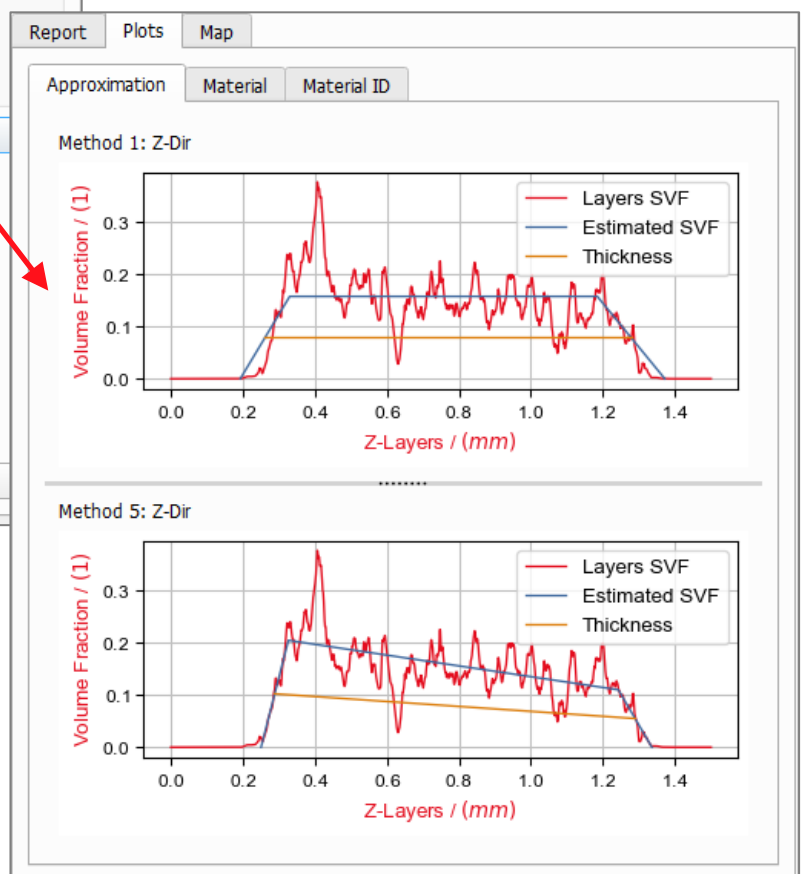 Report Plots Map
Approximation Material Material ID
Method 1: Z-Dir
Volume Fraction / (1)
0.3
0.2
0.1
0.0
Layers SVF
Estimated SVF
Thickness
0.0 0.2 0.4 0.6 0.8 1.0 1.2 1.4
Z-Layers / (mm)
Method 5: Z-Dir
Volume Fraction / (1)
0.3
0.2
0.1
0.0
Layers SVF
Estimated SVF
Thickness
0.0 0.2 0.4 0.6 0.8 1.0 1.2 1.4
Z-Layers / (mm)